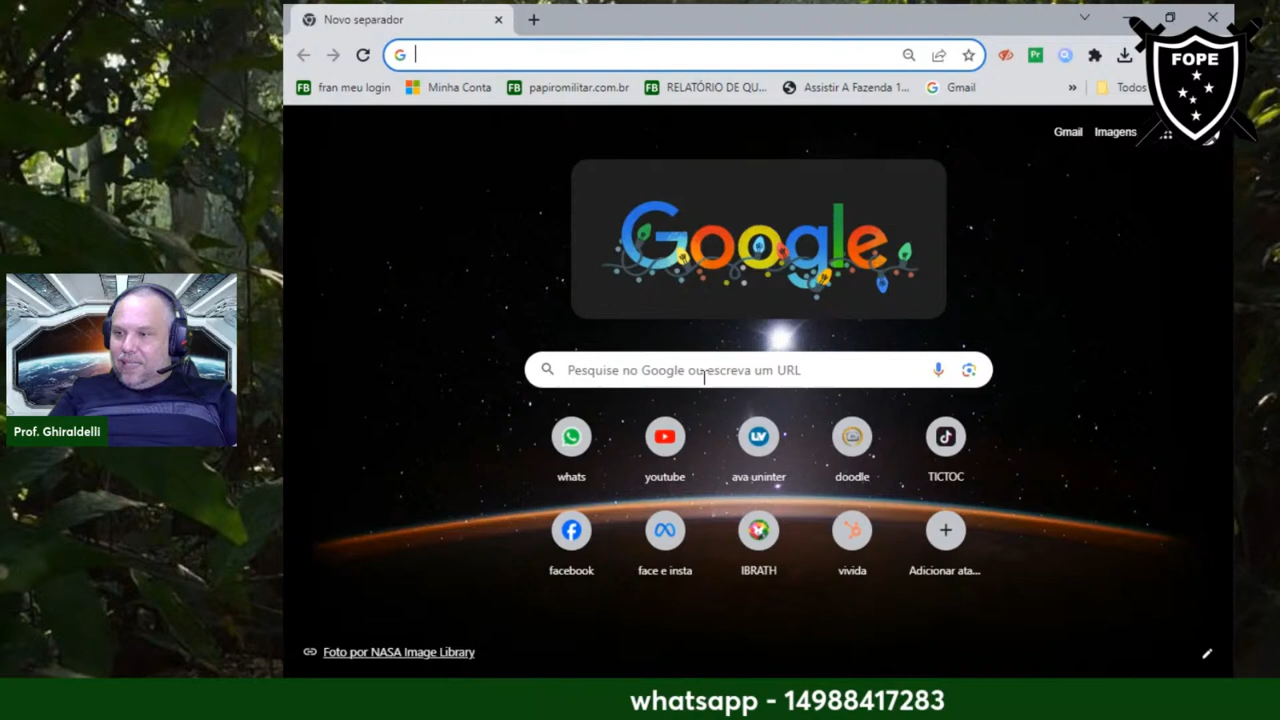 Novo separador
FOPE
fran meu login
Minha Conta
FB papiromilitar.com.br
FB RELATÓRIO DE QU...
Assistir A Fazenda 1...
Gmail
»
Todos
Gmail
Imagens
Google
Pesquise no Google ou escreva um URL
whats
youtube
ava uninter
doodle
TICTOC
facebook
face e insta
IBRATH
vivida
Adicionar ata...
Prof. Ghiraldelli
Foto por NASA Image Library
whatsapp - 14988417283